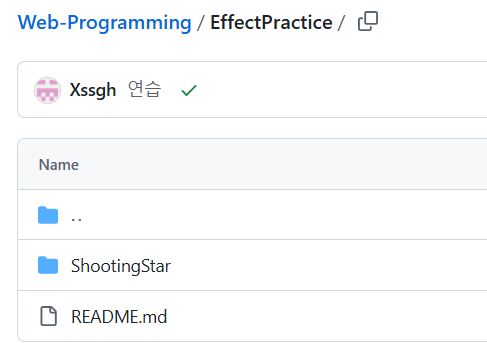 Web-Programming / EffectPractice /
Xssgh 연습
Name
..
ShootingStar
README.md